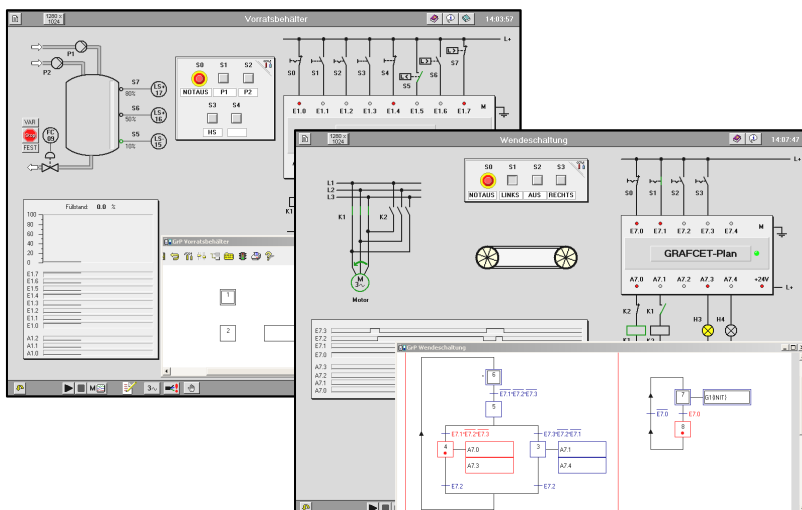 1280 x
1024
Vorratsbehälter
14:03:57
P1
P2
S7
80%
LS+
17
S6
50%
LS+
16
S5
10%
LS-
15
VAR
Stop
FEST
FC
09
S0 S1 S2
NOTAUS P1 P2
S3 S4
HS
L+
S0 S1 S2 S3 S4 S5 S6 S7
E1.0 E1.1 E1.2 E1.3 E1.4 E1.5 E1.6 E1.7 M
K1
Füllstand: 0.0 %
100
80
60
40
20
0
E1.7
E1.6
E1.5
E1.4
E1.3
E1.2
E1.1
E1.0
A1.2
A1.1
A1.0
GrP Vorratsbehälter
1
2
M
3~
1280 x
1024
Wendeschaltung
14:07:47
L1
L2
L3
K1 K2
M
3~
Motor
S0 S1 S2 S3
NOTAUS LINKS AUS RECHTS
L+
S0 S1 S2 S3
E7.0 E7.1 E7.2 E7.3 E7.4 M
GRAFCET-Plan
A7.0 A7.1 A7.2 A7.3 A7.4 +24V
L+
K2 K1
H3 H4
E7.3
E7.2
E7.1
E7.0
A7.3
A7.2
A7.1
A7.0
GrP Wendeschaltung
6
E7.1*E7.2*E7.3
5
E7.1*E7.2*E7.3
E7.3*E7.2*E7.1
4
A7.0
A7.3
3
A7.1
A7.4
E7.2
E7.2
7
G1{INIT}
E7.0
E7.0
8